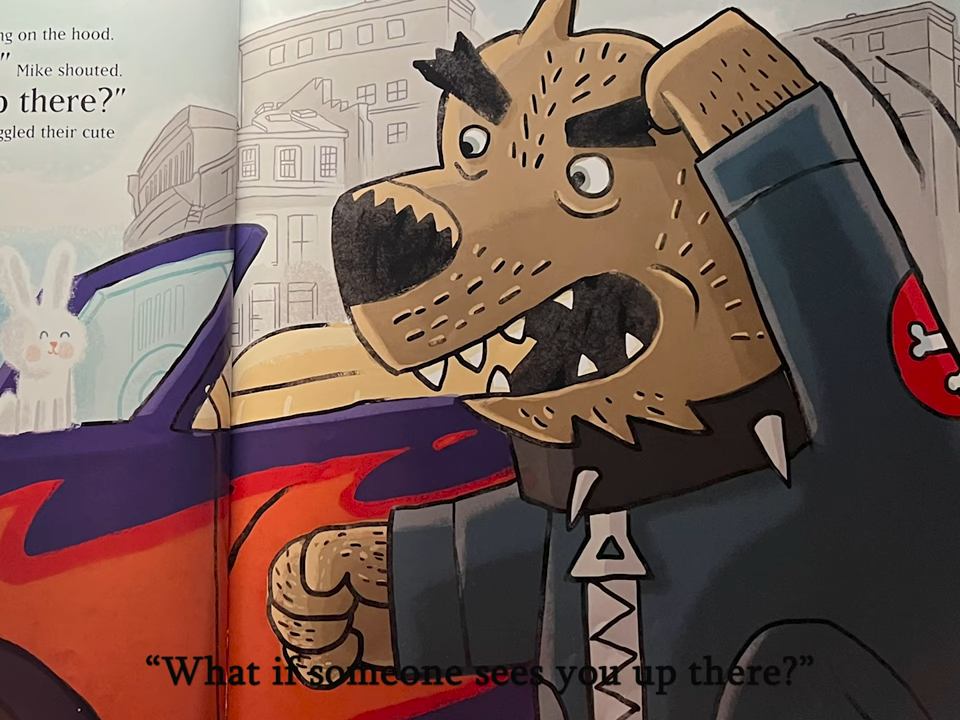 ng on the hood.
” Mike shouted.
p there?”
ggled their cute
“What if someone sees you up there?”